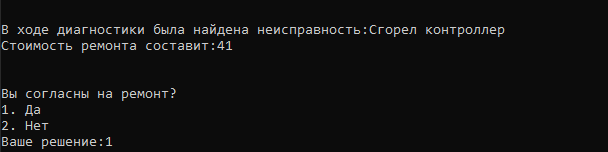 В ходе диагностики была найдена неисправность:Сгорел контроллер
Стоимость ремонта составит:41
Вы согласны на ремонт?
1. Да
2. Нет
Ваше решение:1